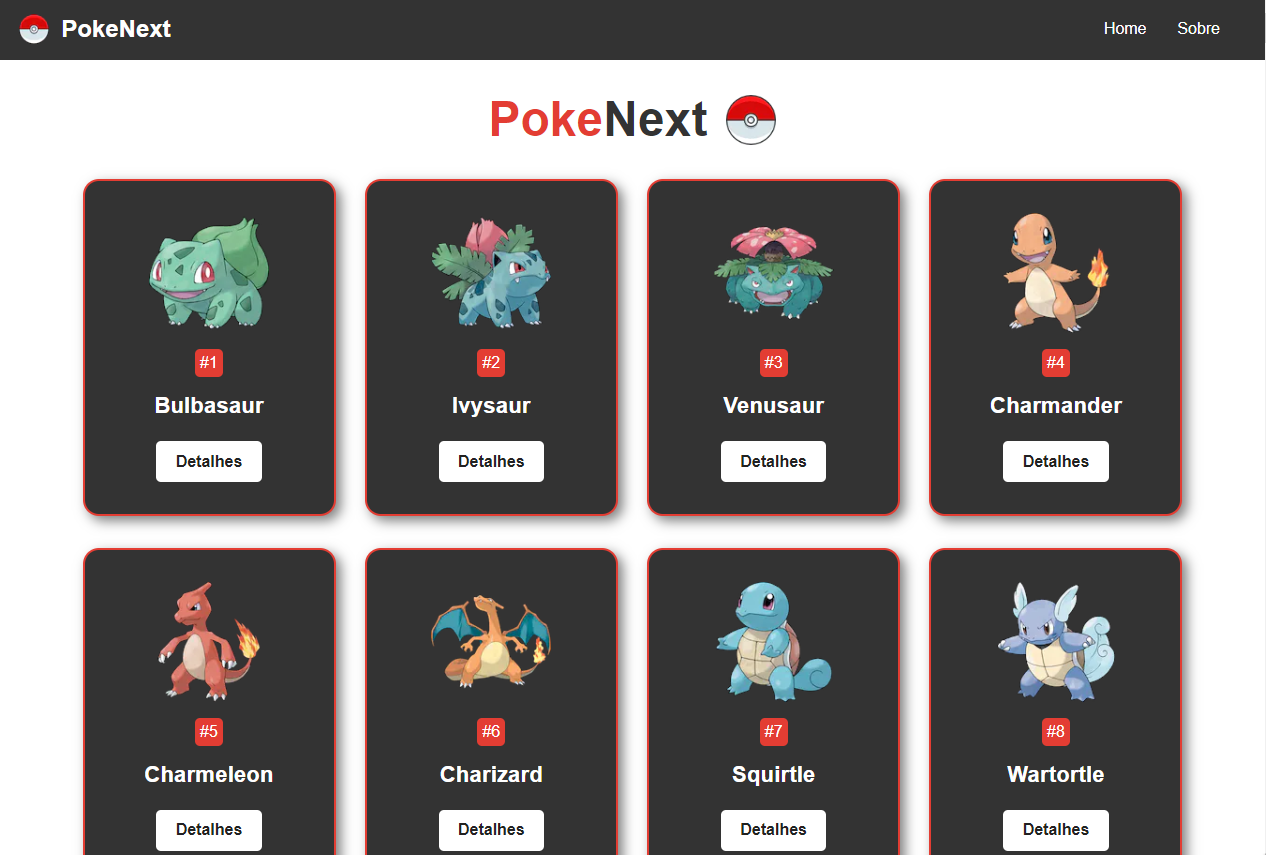 PokeNext Home Sobre
PokeNext
#1 #2 #3 #4
Bulbasaur Ivysaur Venusaur Charmander
Detalhes Detalhes Detalhes Detalhes
#5 #6 #7 #8
Charmeleon Charizard Squirtle Wartortle
Detalhes Detalhes Detalhes Detalhes